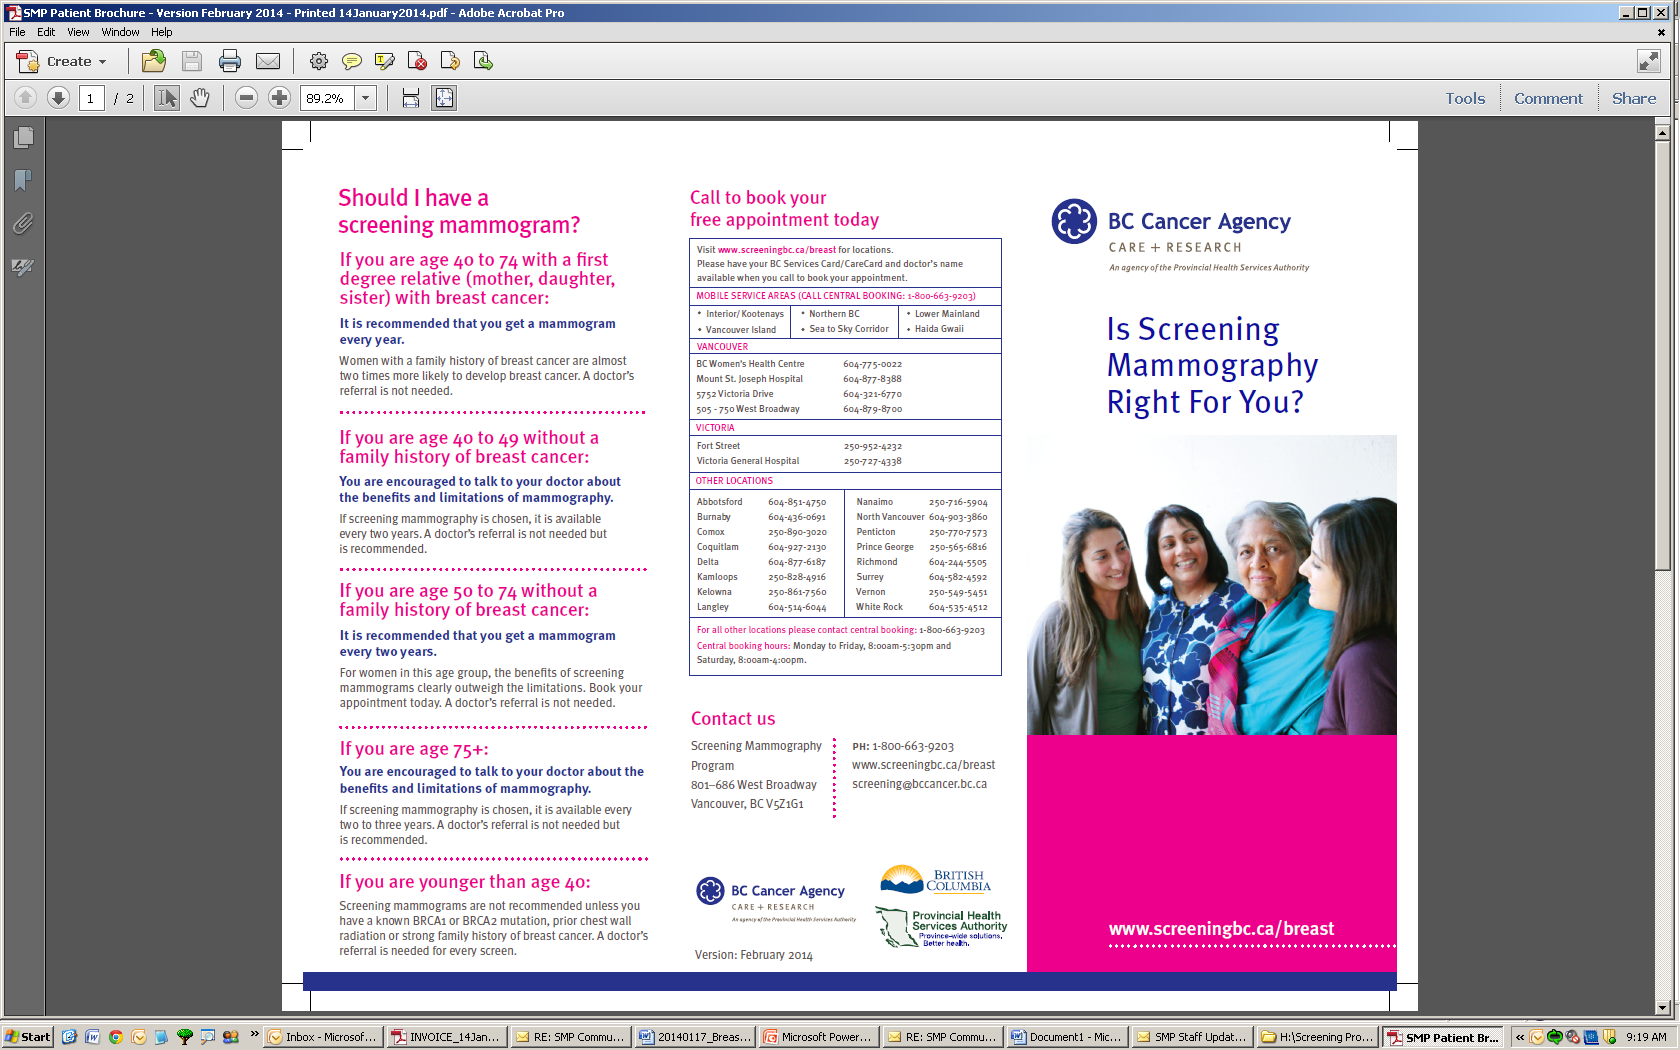 SMP Patient Brochure - Version February 2014 - Printed 14January2014.pdf - Adobe Acrobat Pro
File Edit View Window Help
Create
1 / 2 89.2% Tools Comment Share
Should I have a
screening mammogram?
If you are age 40 to 74 with a first
degree relative (mother, daughter,
sister) with breast cancer:
It is recommended that you get a mammogram
every year.
Women with a family history of breast cancer are almost
two times more likely to develop breast cancer. A doctor's
referral is not needed.
If you are age 40 to 49 without a
family history of breast cancer:
You are encouraged to talk to your doctor about
the benefits and limitations of mammography.
If screening mammography is chosen, it is available
every two years. A doctor's referral is not needed but
is recommended.
If you are age 50 to 74 without a
family history of breast cancer:
It is recommended that you get a mammogram
every two years.
For women in this age group, the benefits of screening
mammograms clearly outweigh the limitations. Book your
appointment today. A doctor's referral is not needed.
If you are age 75+:
You are encouraged to talk to your doctor about the
benefits and limitations of mammography.
If screening mammography is chosen, it is available every
two to three years. A doctor's referral is not needed but
is recommended.
If you are younger than age 40:
Screening mammograms are not recommended unless you
have a known BRCA1 or BRCA2 mutation, prior chest wall
radiation or strong family history of breast cancer. A doctor's
referral is needed for every screen.
Call to book your
free appointment today
Visit www.screeningbc.ca/breast for locations.
Please have your BC Services Card/CareCard and doctor's name
available when you call to book your appointment.
MOBILE SERVICE AREAS (CALL CENTRAL BOOKING: 1-800-663-9203)
• Interior/Kootenays • Northern BC • Lower Mainland
• Vancouver Island • Sea to Sky Corridor • Haida Gwaii
VANCOUVER
BC Women's Health Centre 604-775-0022
Mount St. Joseph Hospital 604-877-8388
5752 Victoria Drive 604-321-6770
505 - 750 West Broadway 604-879-8700
VICTORIA
Fort Street 250-952-4232
Victoria General Hospital 250-727-4338
OTHER LOCATIONS
Abbotsford 604-851-4750 Nanaimo 250-716-5904
Burnaby 604-436-0691 North Vancouver 604-903-3860
Comox 250-890-3020 Penticton 250-770-7573
Coquitlam 604-927-2130 Prince George 250-565-6816
Delta 604-877-6187 Richmond 604-244-5505
Kamloops 250-828-4916 Surrey 604-582-4592
Kelowna 250-861-7560 Vernon 250-549-5451
Langley 604-514-6044 White Rock 604-535-4512
For all other locations please contact central booking: 1-800-663-9203
Central booking hours: Monday to Friday, 8:00am-5:30pm and
Saturday, 8:00am-4:00pm.
Contact us
Screening Mammography
Program
801–686 West Broadway
Vancouver, BC V5Z1G1
PH: 1-800-663-9203
www.screeningbc.ca/breast
screening@bccancer.bc.ca
BC Cancer Agency
CARE + RESEARCH
An agency of the Provincial Health Services Authority
BRITISH
COLUMBIA
Provincial Health
Services Authority
Province-wide solutions.
Better health.
Version: February 2014
BC Cancer Agency
CARE + RESEARCH
An agency of the Provincial Health Services Authority
Is Screening
Mammography
Right For You?
www.screeningbc.ca/breast
Start » Inbox - Microsof... INVOICE_14Jan... RE: SMP Commu... 20140117_Breas... Microsoft Power... RE: SMP Commu... Document1 - Mic... SMP Staff Updat... H:\Screening Pro... SMP Patient Br... « 9:19 AM